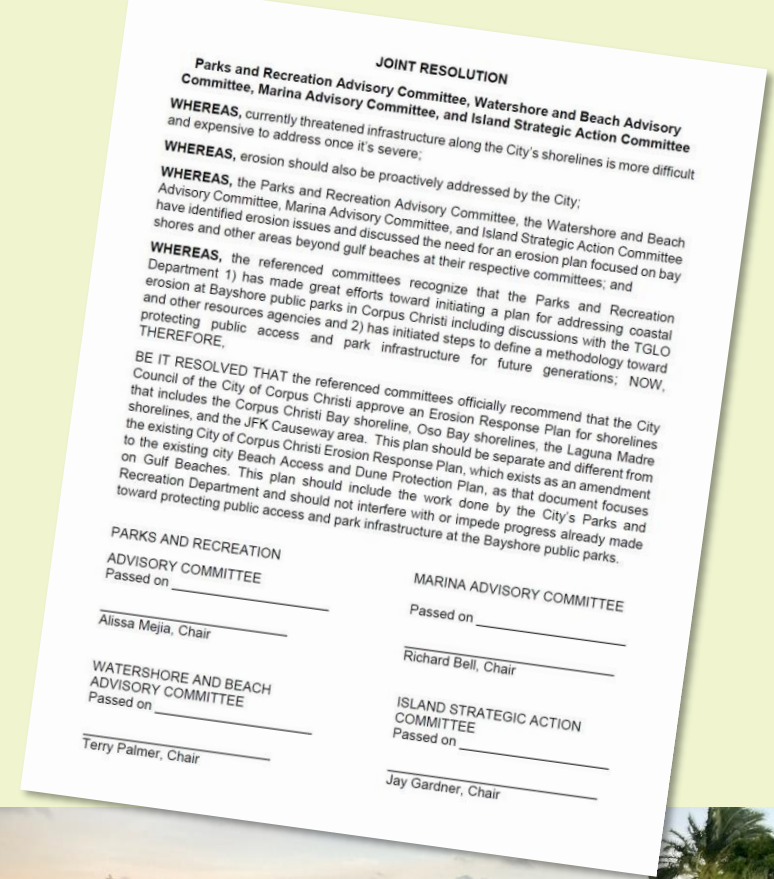 JOINT RESOLUTION
Parks and Recreation Advisory Committee, Watershore and Beach Advisory
Committee, Marina Advisory Committee, and Island Strategic Action Committee
WHEREAS, currently threatened infrastructure along the City's shorelines is more difficult
and expensive to address once it's severe;
WHEREAS, erosion should also be proactively addressed by the City;
WHEREAS, the Parks and Recreation Advisory Committee, the Watershore and Beach
Advisory Committee, Marina Advisory Committee, and Island Strategic Action Committee
have identified erosion issues and discussed the need for an erosion plan focused on bay
shores and other areas beyond gulf beaches at their respective committees; and
WHEREAS, the referenced committees recognize that the Parks and Recreation
Department 1) has made great efforts toward initiating a plan for addressing coastal
erosion at Bayshore public parks in Corpus Christi including discussions with the TGLO
and other resources agencies and 2) has initiated steps to define a methodology toward
protecting public access and park infrastructure for future generations; NOW,
THEREFORE,
BE IT RESOLVED THAT the referenced committees officially recommend that the City
Council of the City of Corpus Christi approve an Erosion Response Plan for shorelines
that includes the Corpus Christi Bay shoreline, Oso Bay shorelines, the Laguna Madre
shorelines, and the JFK Causeway area. This plan should be separate and different from
the existing City of Corpus Christi Erosion Response Plan, which exists as an amendment
to the existing city Beach Access and Dune Protection Plan, as that document focuses
on Gulf Beaches. This plan should include the work done by the City's Parks and
Recreation Department and should not interfere with or impede progress already made
toward protecting public access and park infrastructure at the Bayshore public parks.
PARKS AND RECREATION
ADVISORY COMMITTEE
Passed on
Alissa Mejia, Chair
MARINA ADVISORY COMMITTEE
Passed on
Richard Bell, Chair
WATERSHORE AND BEACH
ADVISORY COMMITTEE
Passed on
Terry Palmer, Chair
ISLAND STRATEGIC ACTION
COMMITTEE
Passed on
Jay Gardner, Chair